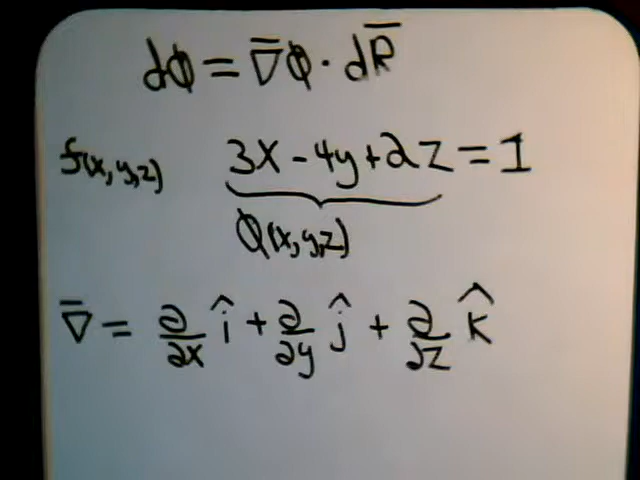 dϕ = ∇̅ϕ · dR̅
f(x,y,z) 3x - 4y + 2z = 1
ϕ(x,y,z)
∇̅ = ∂/∂x î + ∂/∂y ĵ + ∂/∂z k̂